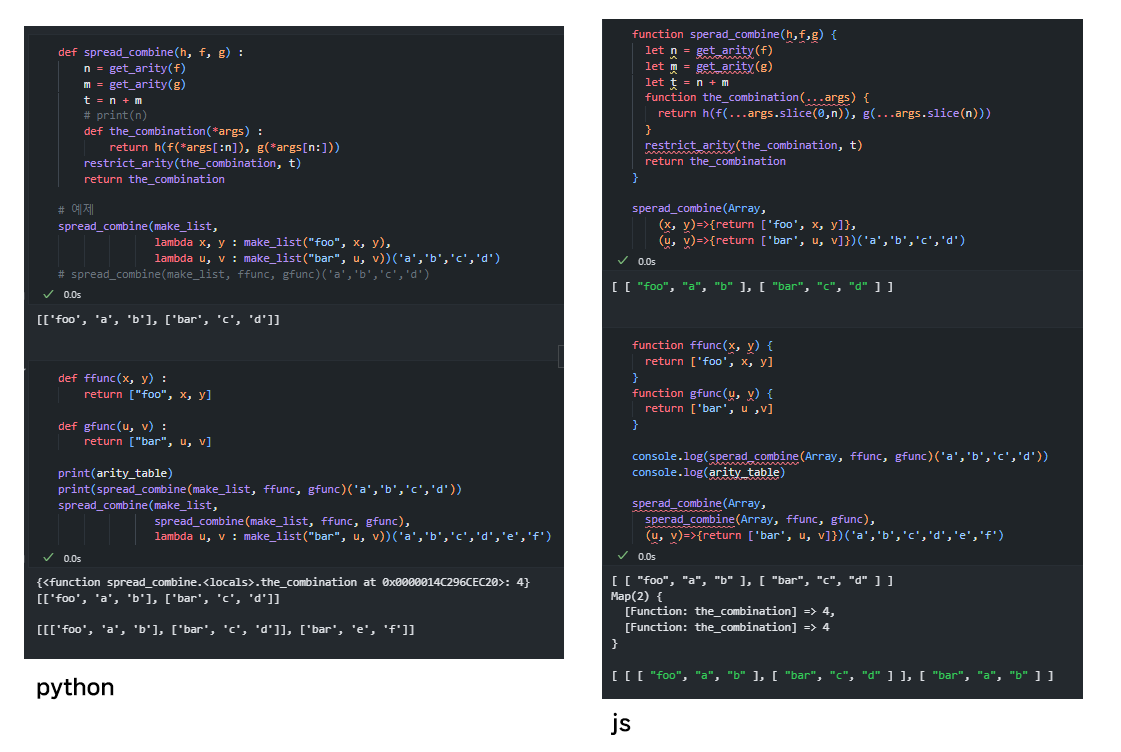 def spread_combine(h, f, g) :
n = get_arity(f)
m = get_arity(g)
t = n + m
# print(n)
def the_combination(*args) :
return h(f(*args[:n]), g(*args[n:]))
restrict_arity(the_combination, t)
return the_combination
# 예제
spread_combine(make_list,
lambda x, y : make_list("foo", x, y),
lambda u, v : make_list("bar", u, v))('a','b','c','d')
# spread_combine(make_list, ffunc, gfunc)('a','b','c','d')
0.0s
[['foo', 'a', 'b'], ['bar', 'c', 'd']]
def ffunc(x, y) :
return ["foo", x, y]
def gfunc(u, v) :
return ["bar", u, v]
print(arity_table)
print(spread_combine(make_list, ffunc, gfunc)('a','b','c','d'))
spread_combine(make_list,
spread_combine(make_list, ffunc, gfunc),
lambda u, v : make_list("bar", u, v))('a','b','c','d','e','f')
0.0s
{<function spread_combine.<locals>.the_combination at 0x0000014C296CEC20>: 4}
[['foo', 'a', 'b'], ['bar', 'c', 'd']]
[[['foo', 'a', 'b'], ['bar', 'c', 'd']], ['bar', 'e', 'f']]
python
function sperad_combine(h,f,g) {
let n = get_arity(f)
let m = get_arity(g)
let t = n + m
function the_combination(...args) {
return h(f(...args.slice(0,n)), g(...args.slice(n)))
}
restrict_arity(the_combination, t)
return the_combination
}
sperad_combine(Array,
(x, y)=>{return ['foo', x, y]},
(u, v)=>{return ['bar', u, v]})('a','b','c','d')
0.0s
[ [ "foo", "a", "b" ], [ "bar", "c", "d" ] ]
function ffunc(x, y) {
return ['foo', x, y]
}
function gfunc(u, v) {
return ['bar', u ,v]
}
console.log(sperad_combine(Array, ffunc, gfunc)('a','b','c','d'))
console.log(arity_table)
sperad_combine(Array,
sperad_combine(Array, ffunc, gfunc),
(u, v)=>{return ['bar', u, v]})('a','b','c','d','e','f')
0.0s
[ [ "foo", "a", "b" ], [ "bar", "c", "d" ] ]
Map(2) {
[Function: the_combination] => 4,
[Function: the_combination] => 4
}
[ [ [ "foo", "a", "b" ], [ "bar", "c", "d" ] ], [ "bar", "a", "b" ] ]
js